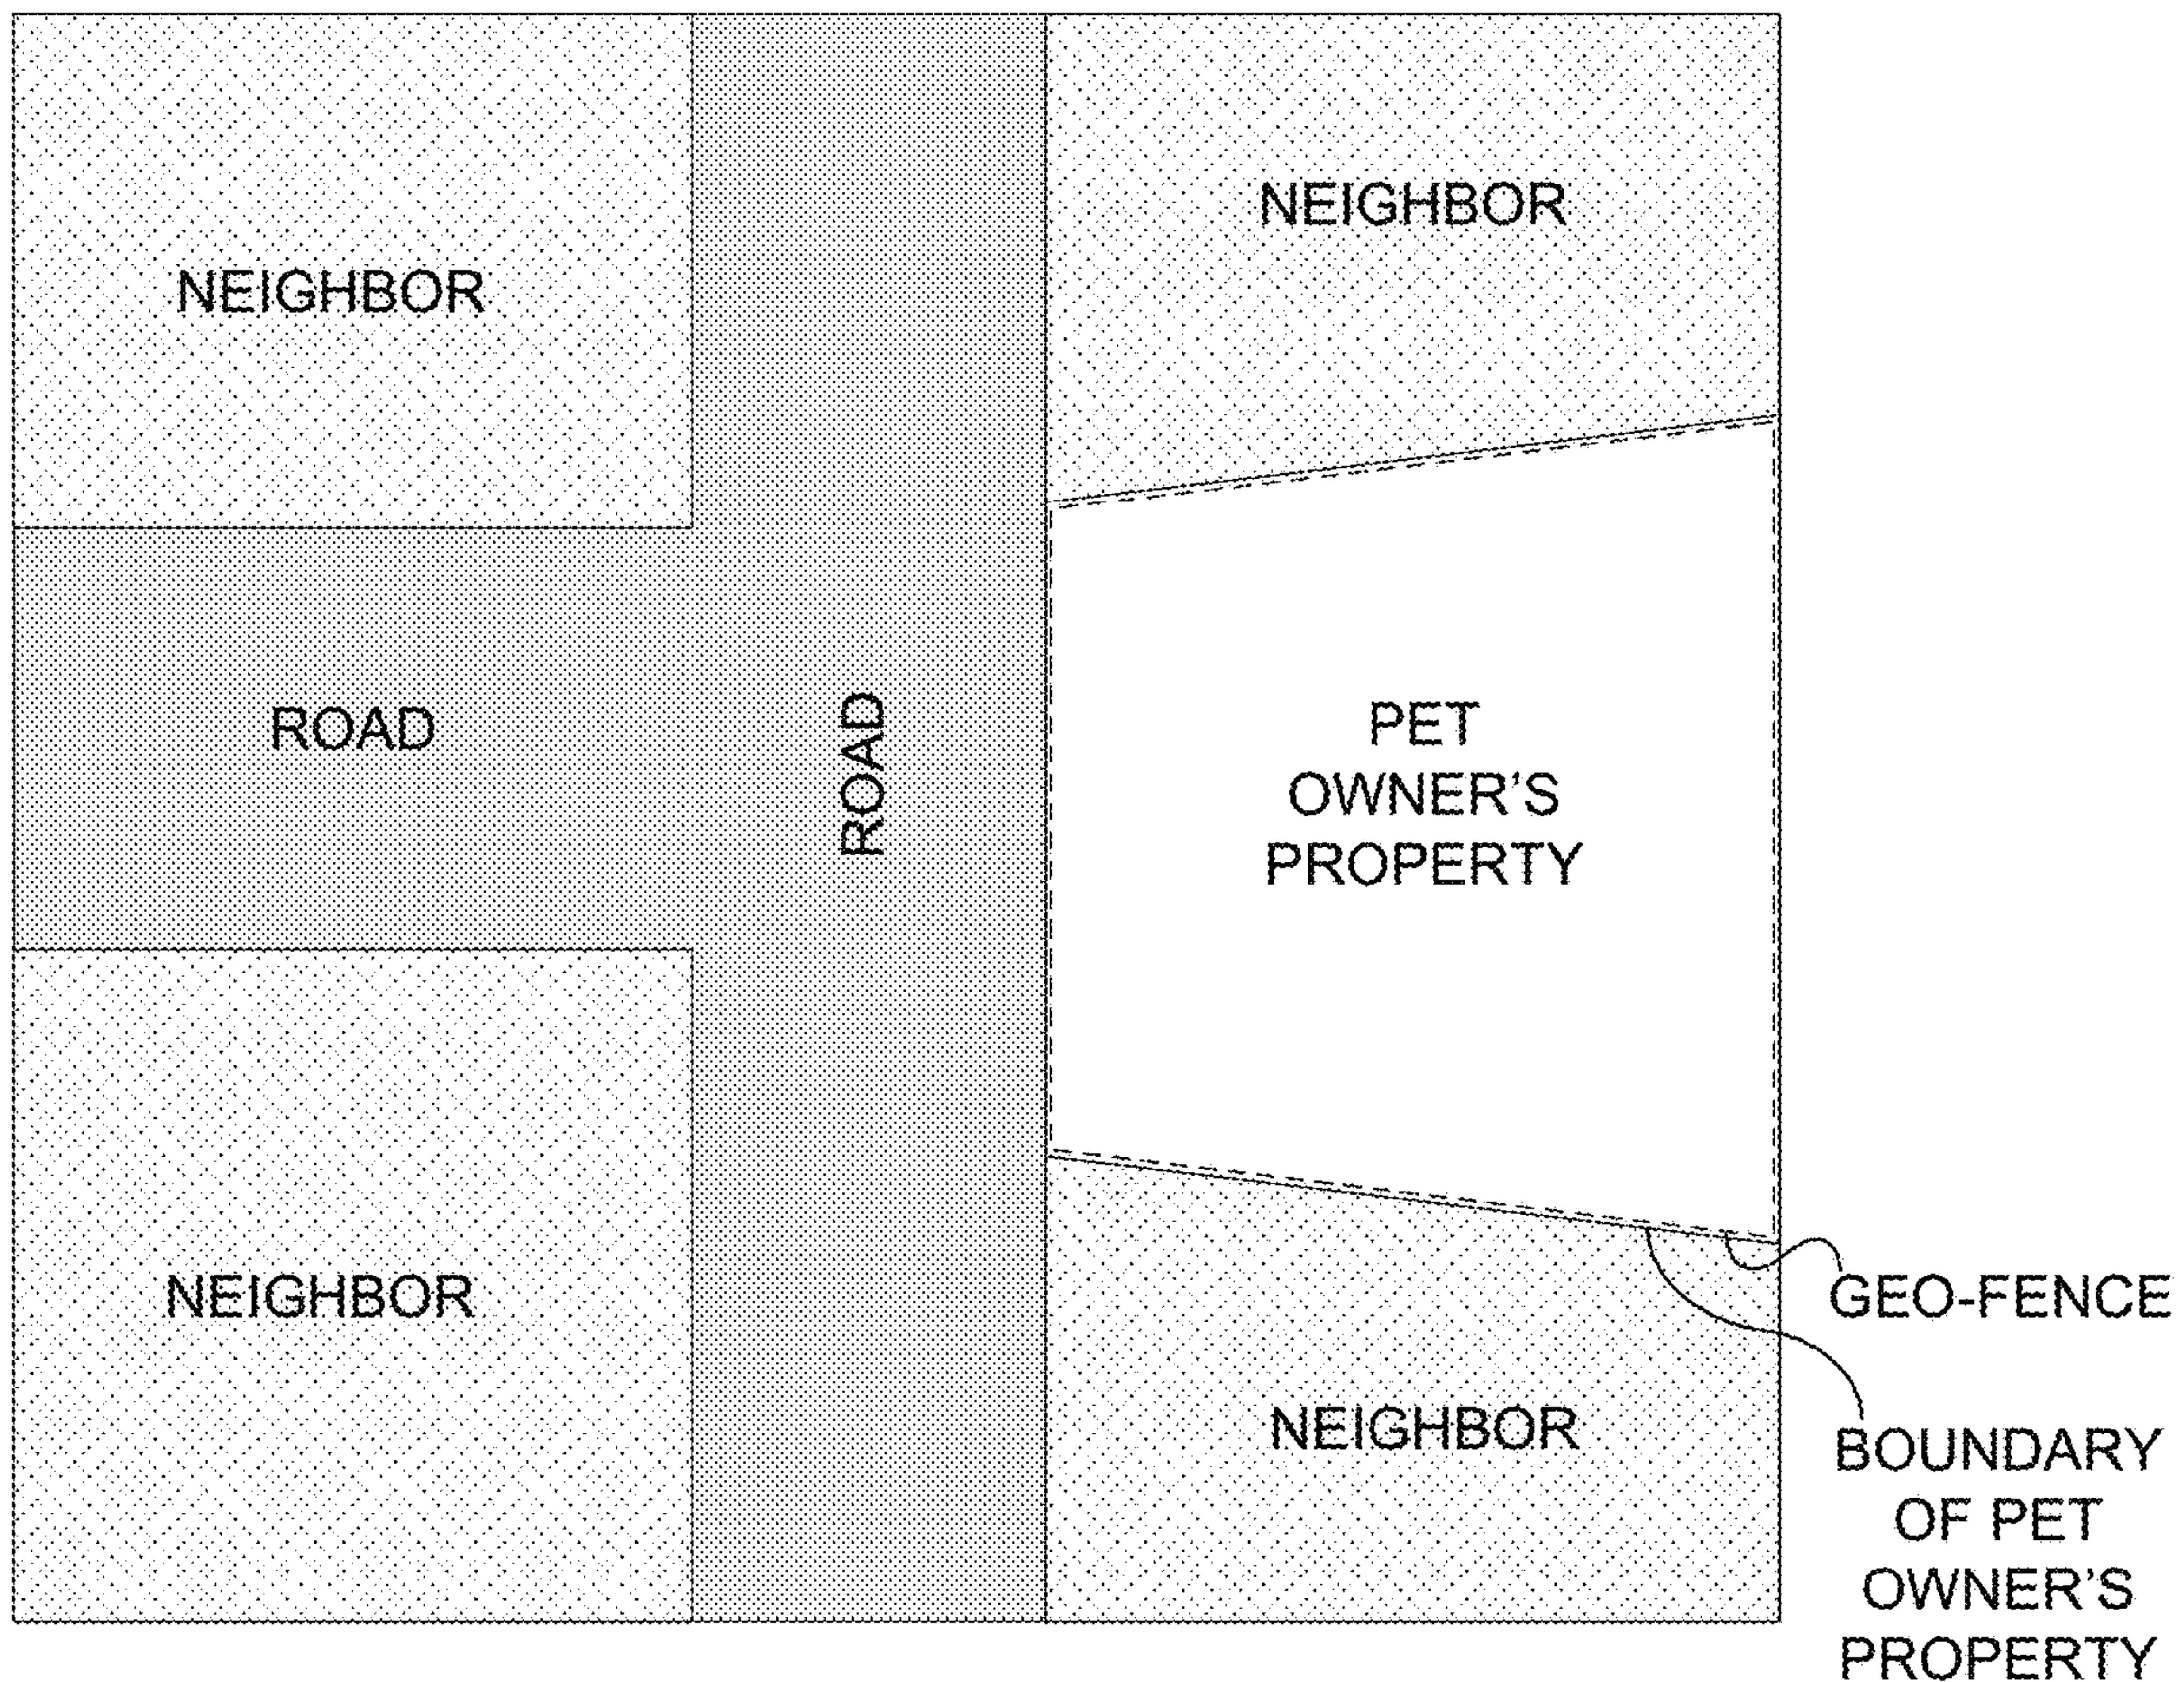 NEIGHBOR
NEIGHBOR
ROAD
ROAD
PET
OWNER'S
PROPERTY
NEIGHBOR
NEIGHBOR
GEO-FENCE
BOUNDARY
OF PET
OWNER'S
PROPERTY